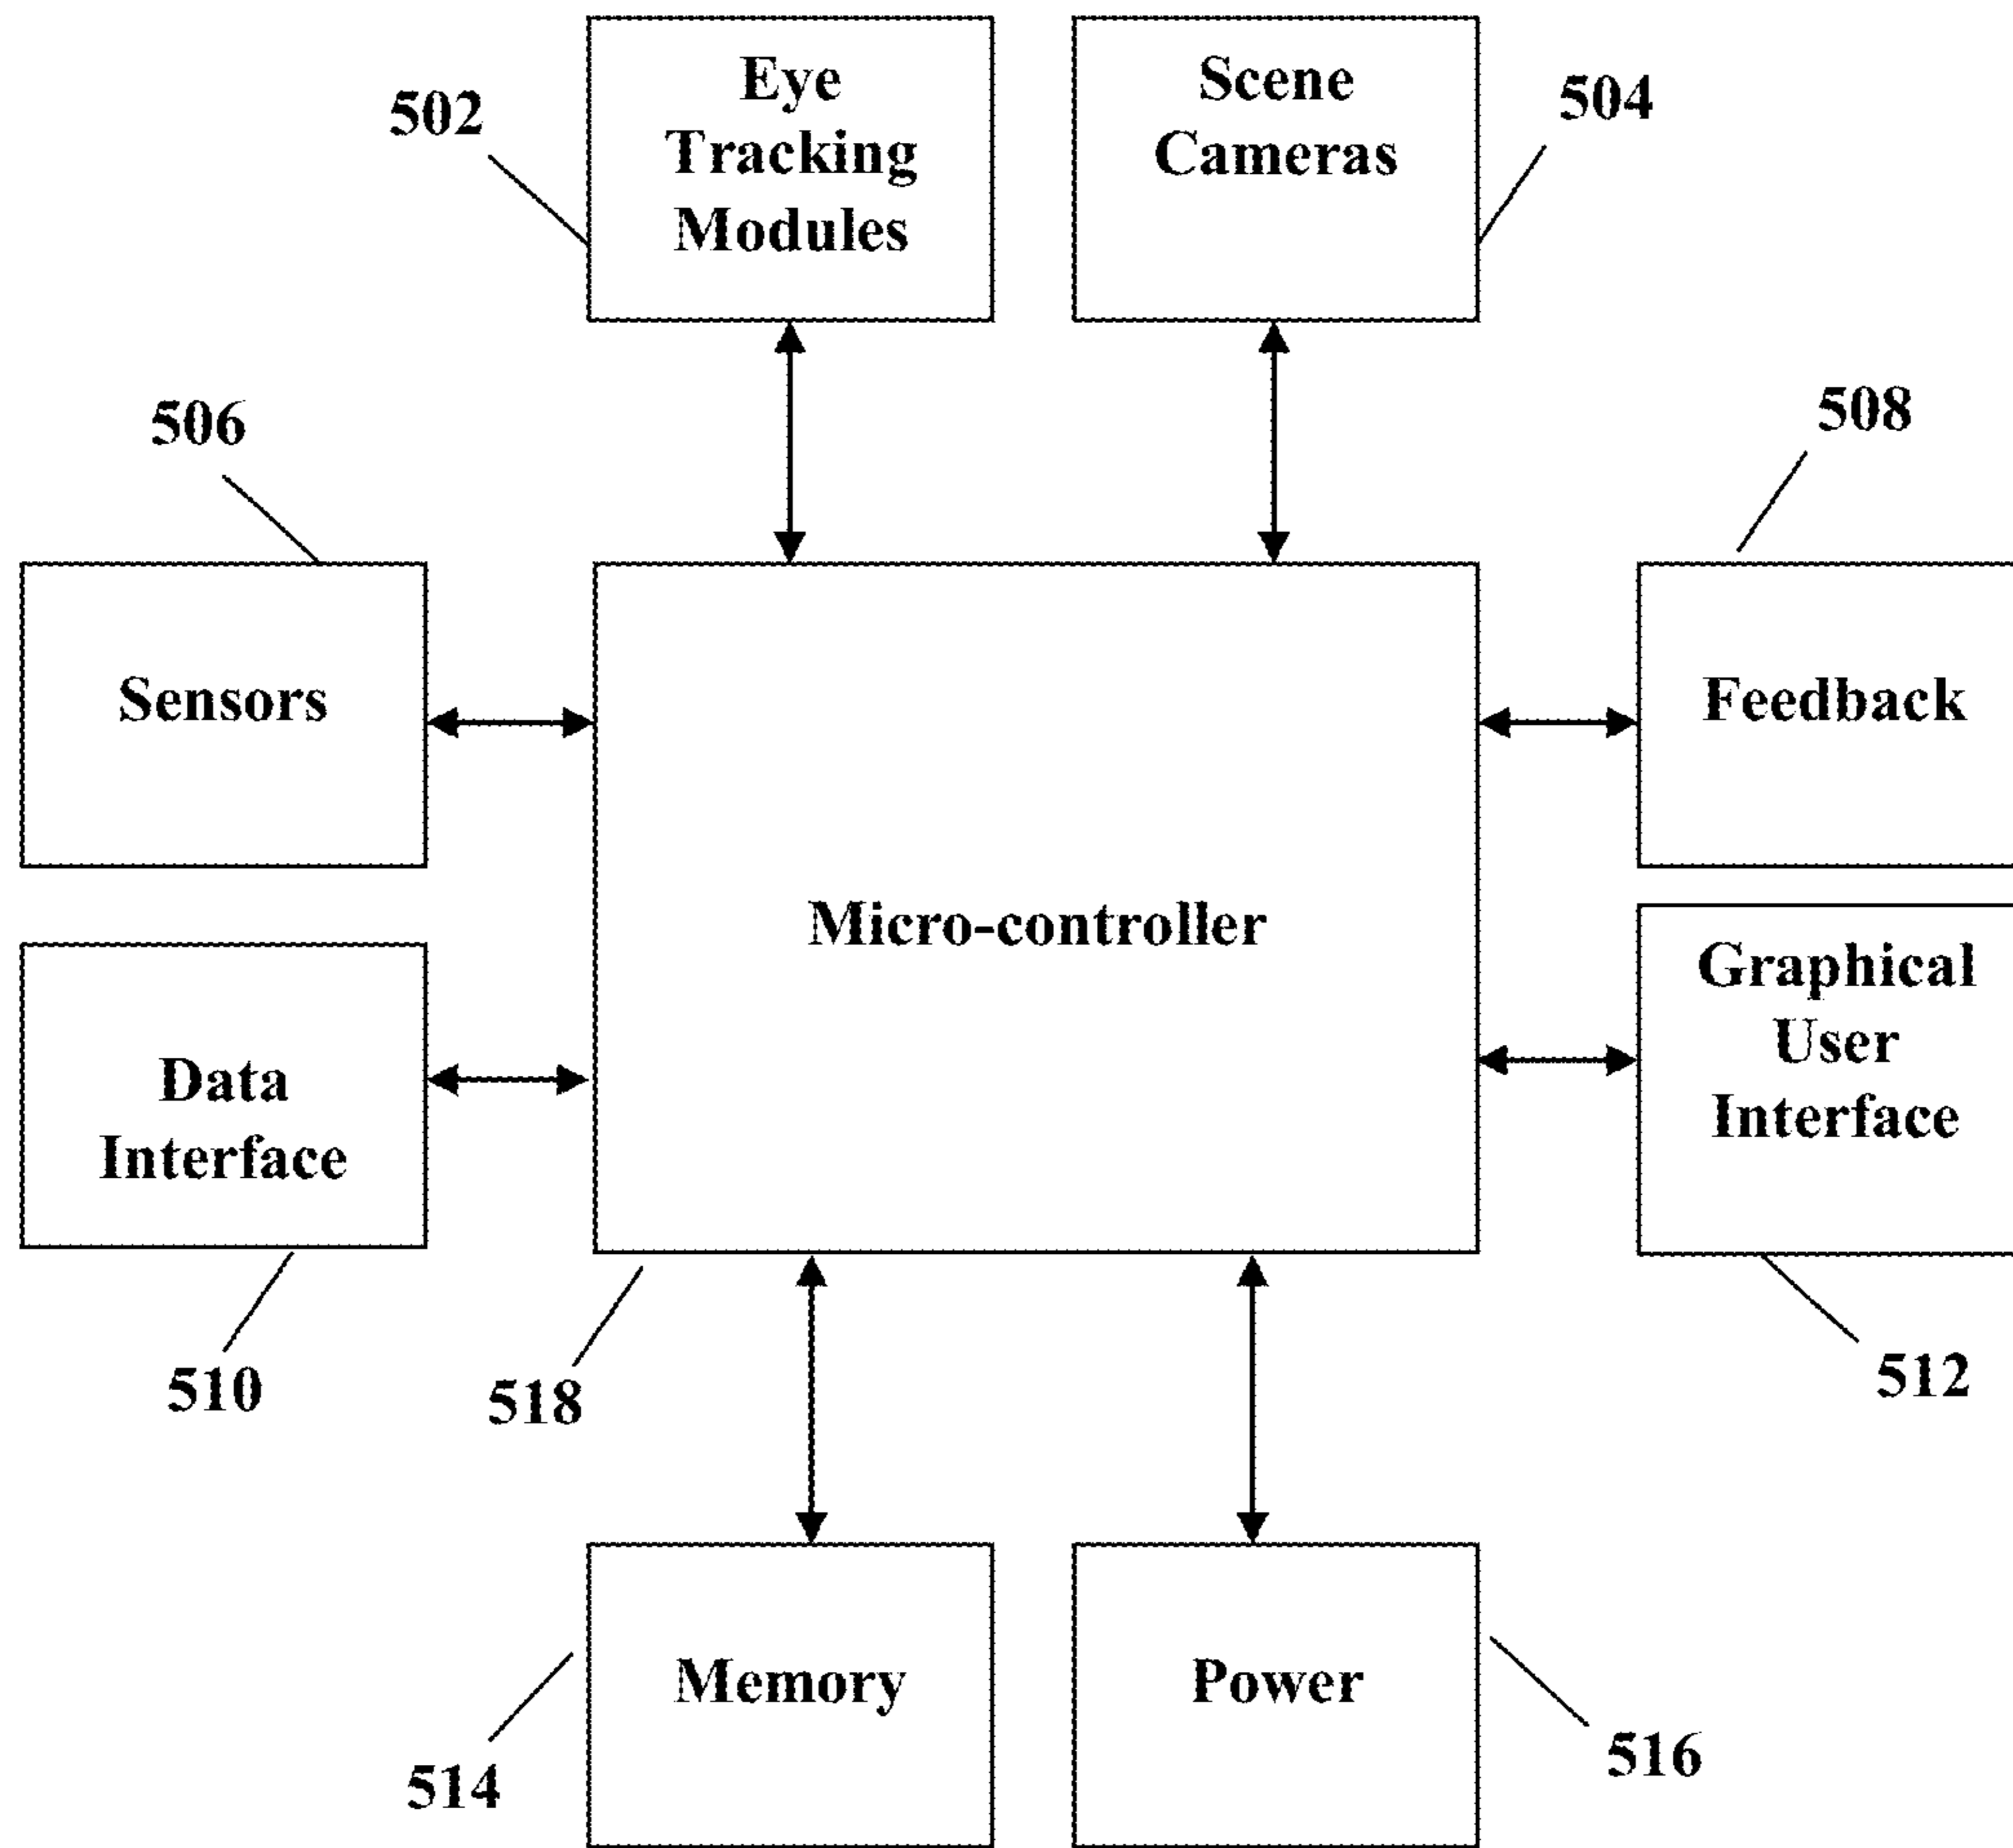 Eye
Tracking
Modules
Scene
Cameras
502
504
506
508
Sensors
Feedback
Micro-controller
Data
Interface
Graphical
User
Interface
510
518
512
Memory
Power
514
516